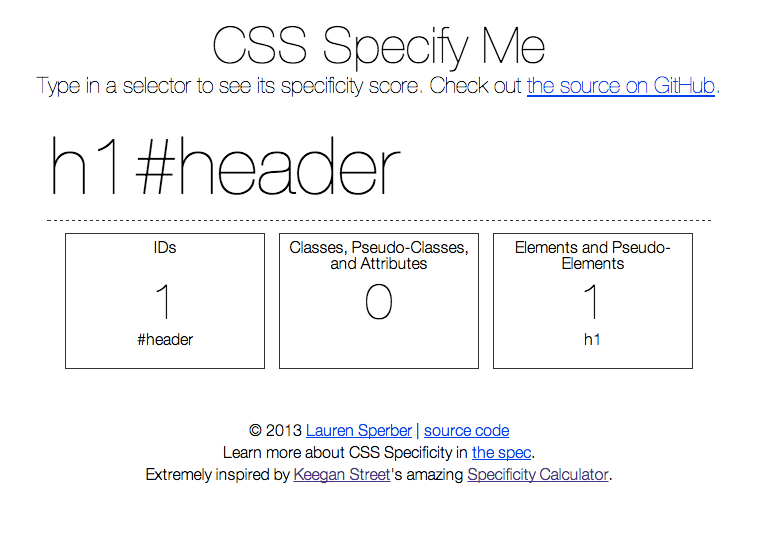 CSS Specify Me
Type in a selector to see its specificity score. Check out the source on GitHub.
h1#header
IDs
1
#header
Classes, Pseudo-Classes,
and Attributes
0
Elements and Pseudo-
Elements
1
h1
© 2013 Lauren Sperber | source code
Learn more about CSS Specificity in the spec.
Extremely inspired by Keegan Street's amazing Specificity Calculator.